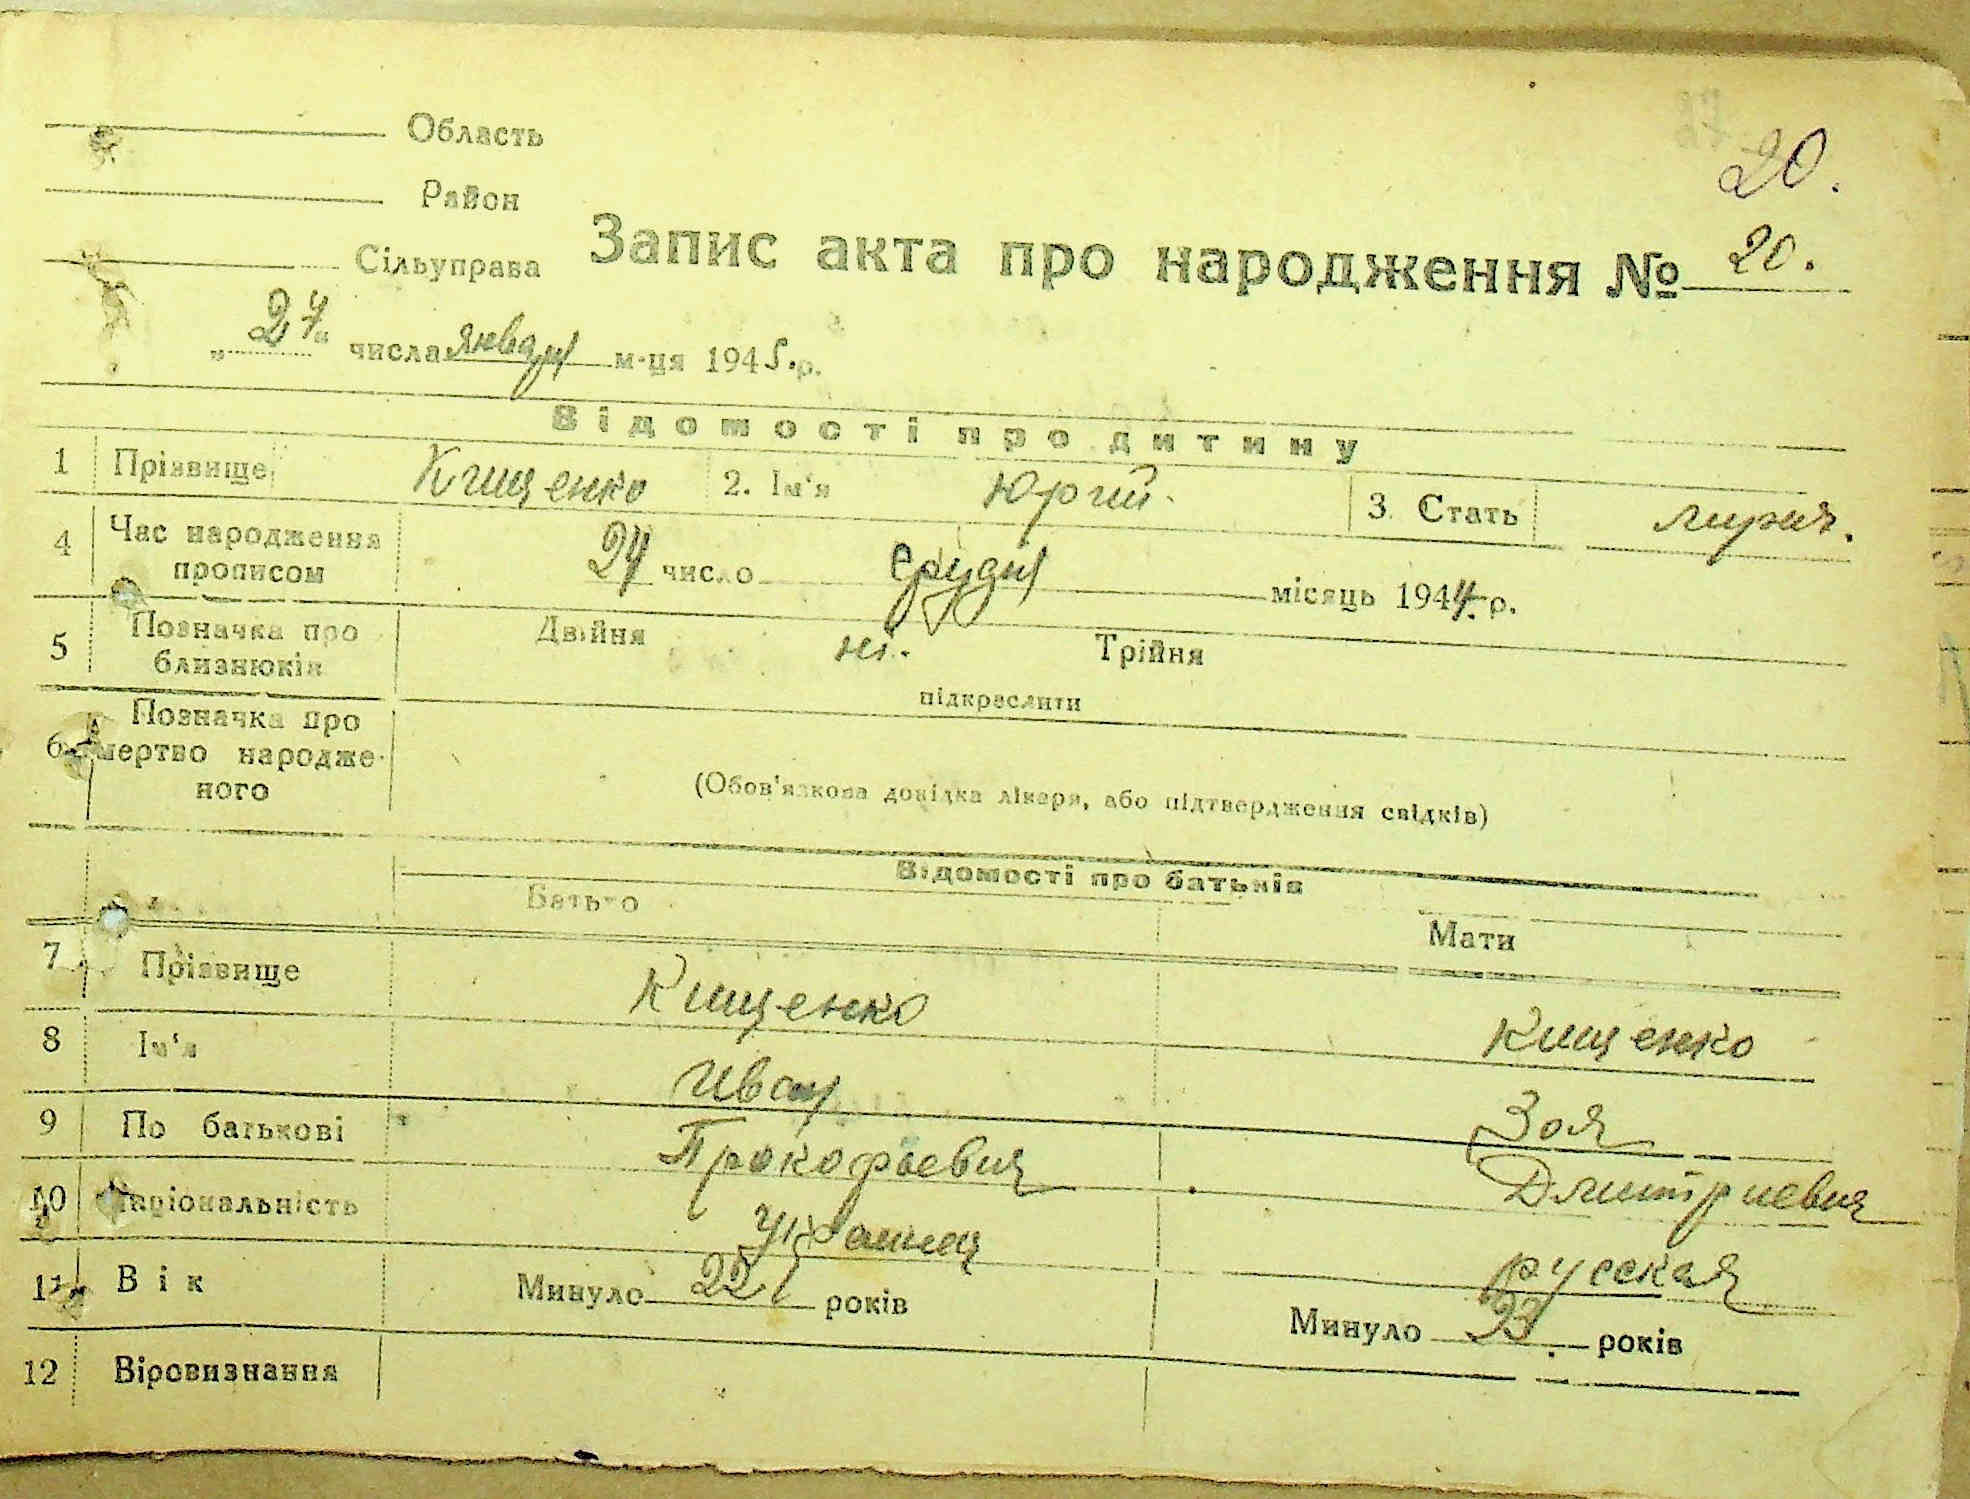 Область
20.
Район
Сільуправа
Запис акта про народження № 20.
„24“ числа января м-ця 1945.р.
Відомості про дитину
1 Прізвище Кищенко 2. Ім'я Юрий. 3. Стать
4 Час народження прописом 24 число грудня місяць 1944.р.
5 Позначка про близнюків Двійня ні. Трійня
підкреслити
6 Позначка про мертво народже-
ного
(Обов'язкова довідка лікаря, або підтвердження свідків)
Відомості про батьків
Батько Мати
7 Прізвище Кищенко Кищенко
8 Ім'я Иван Зоя
9 По батькові Прокофьевич Дмитриевич
10 Національність украинец русская
11 Вік Минуло 22 років Минуло 23. років
12 Віровизнання